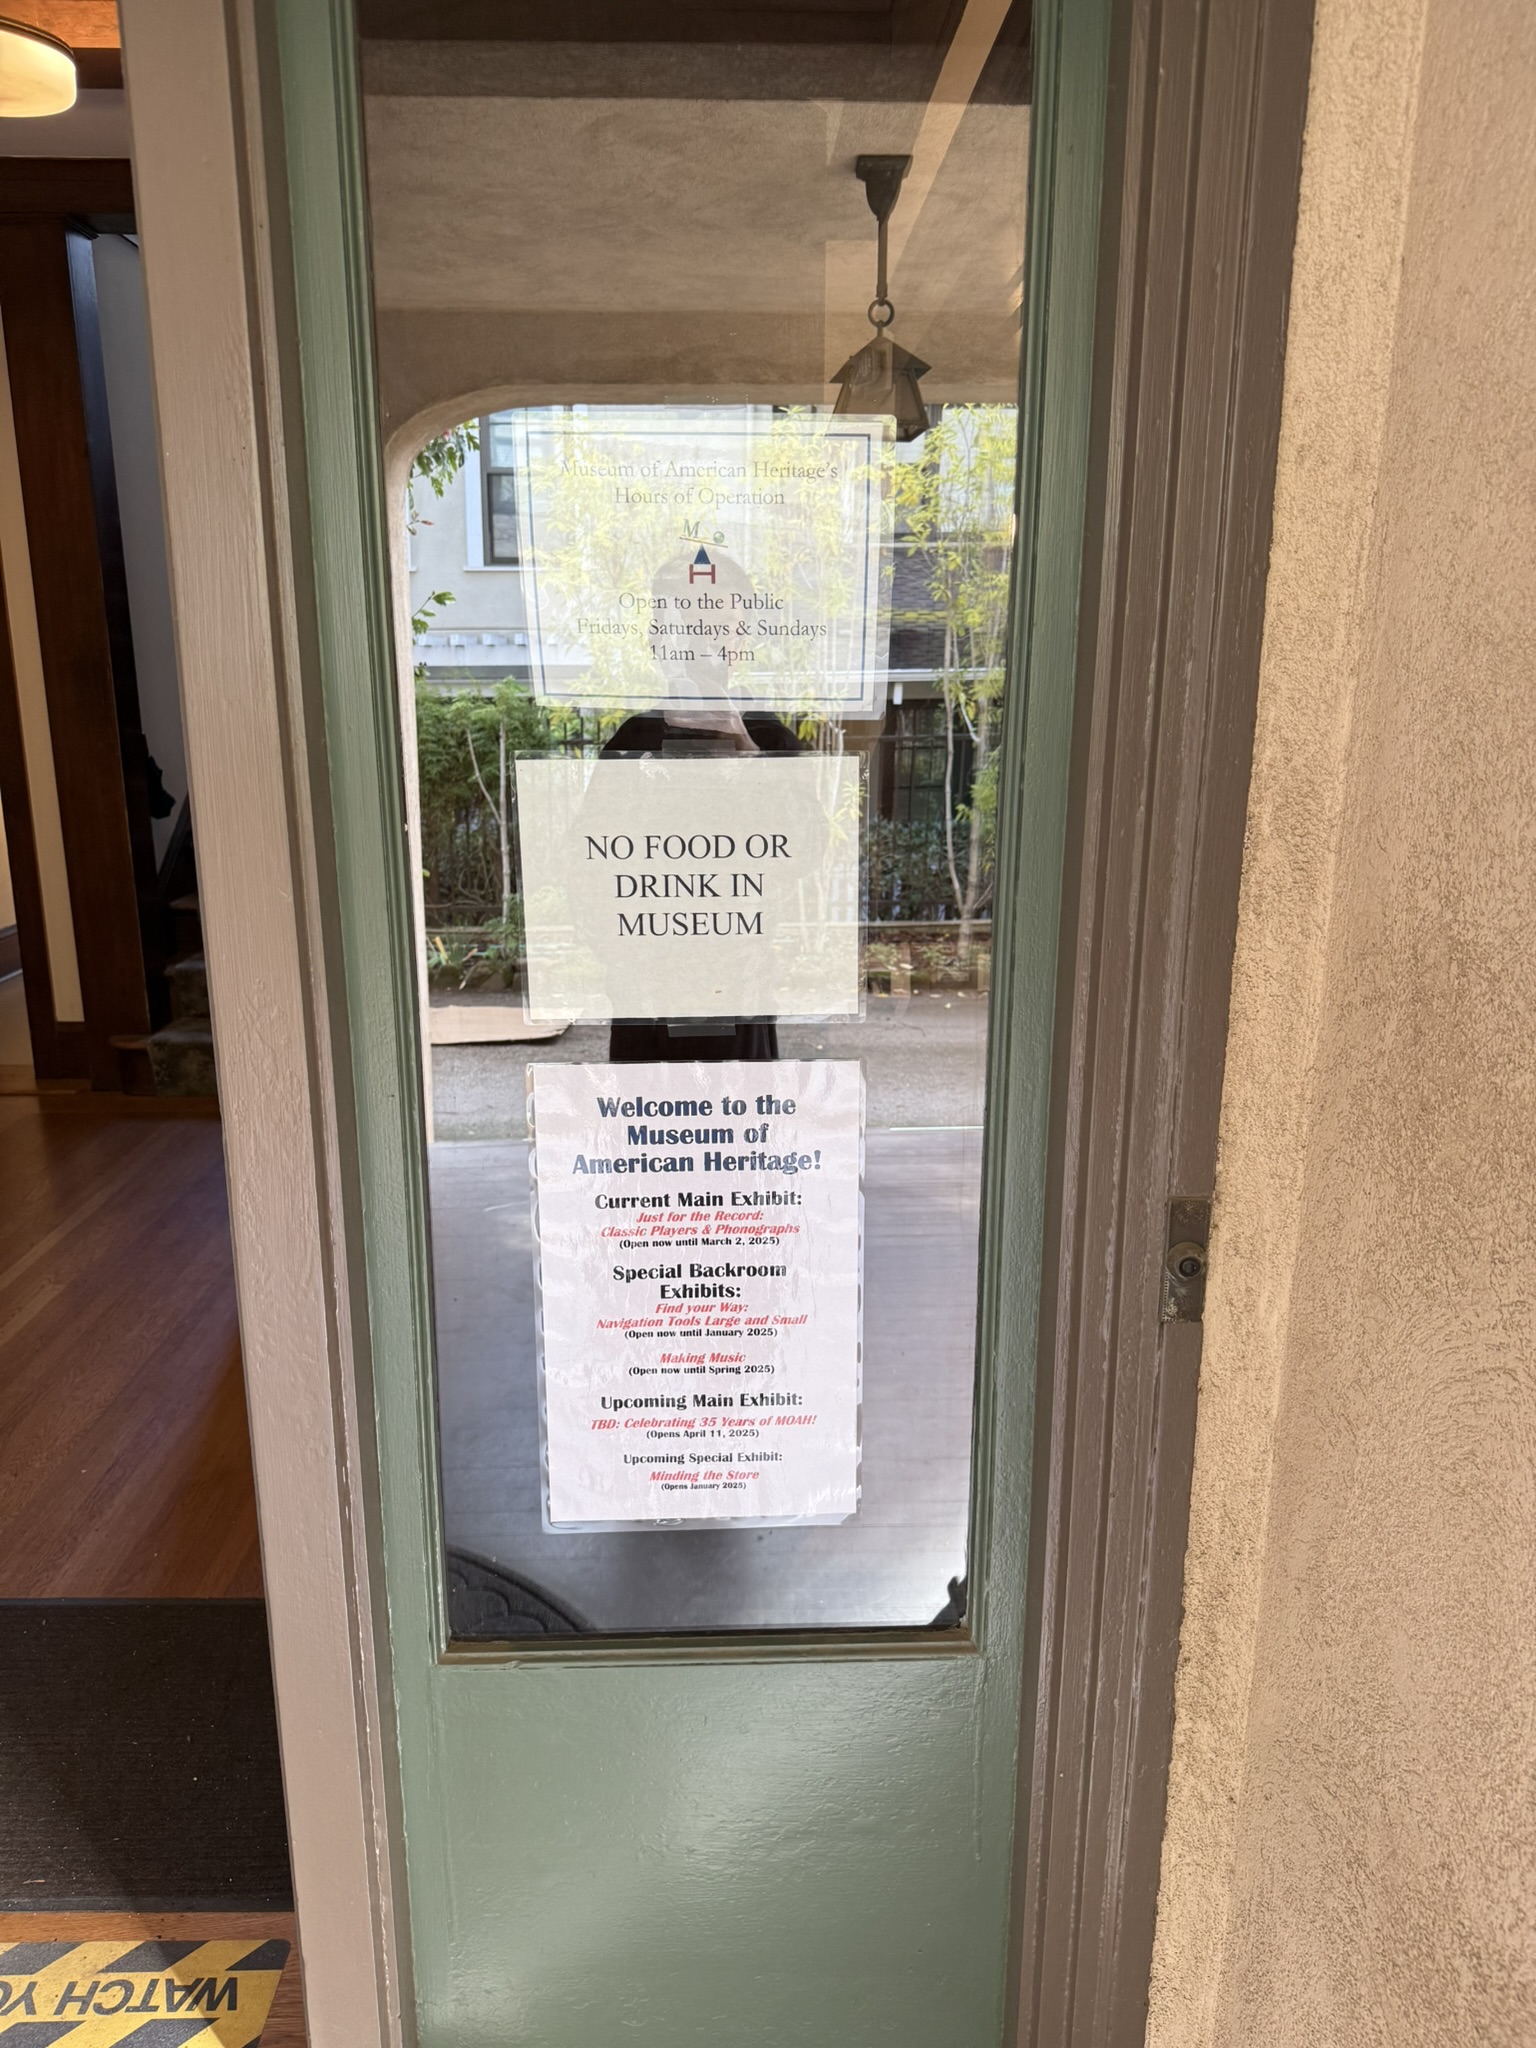 Museum of American Heritage's
Hours of Operation
M
H
Open to the Public
Fridays, Saturdays & Sundays
11am – 4pm
NO FOOD OR
DRINK IN
MUSEUM
Welcome to the
Museum of
American Heritage!
Current Main Exhibit:
Just for the Record:
Classic Players & Phonographs
(Open now until March 2, 2025)
Special Backroom
Exhibits:
Find your Way:
Navigation Tools Large and Small
(Open now until January 2025)
Making Music
(Open now until Spring 2025)
Upcoming Main Exhibit:
TBD: Celebrating 35 Years of MOAH!
(Opens April 11, 2025)
Upcoming Special Exhibit:
Minding the Store
(Opens January 2025)
WATCH YO